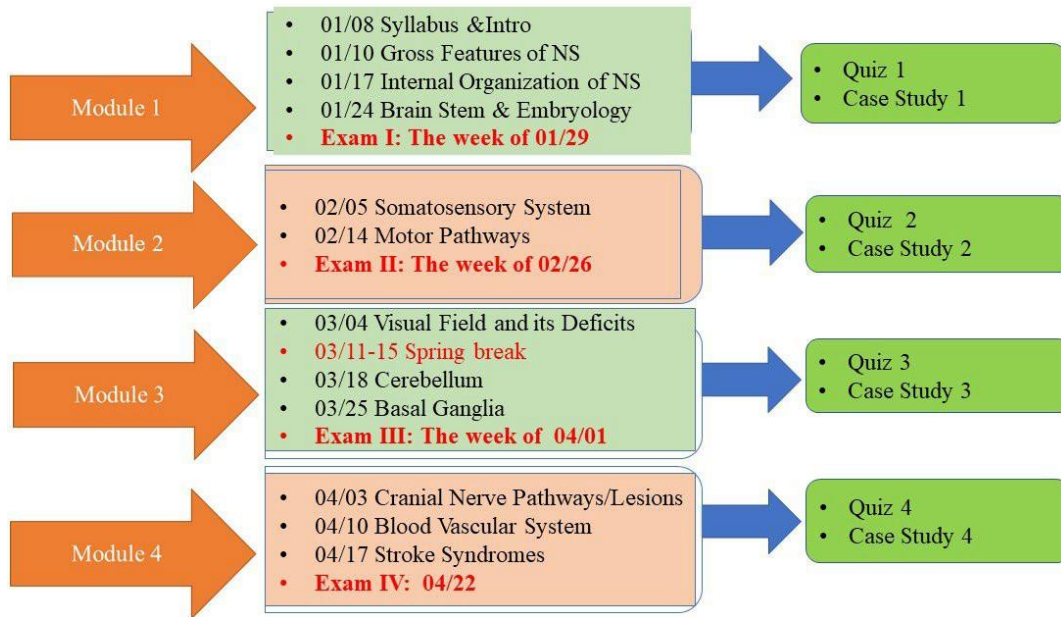 Module 1
• 01/08 Syllabus &Intro
• 01/10 Gross Features of NS
• 01/17 Internal Organization of NS
• 01/24 Brain Stem & Embryology
• Exam I: The week of 01/29
• Quiz 1
• Case Study 1
Module 2
• 02/05 Somatosensory System
• 02/14 Motor Pathways
• Exam II: The week of 02/26
• Quiz 2
• Case Study 2
Module 3
• 03/04 Visual Field and its Deficits
• 03/11-15 Spring break
• 03/18 Cerebellum
• 03/25 Basal Ganglia
• Exam III: The week of 04/01
• Quiz 3
• Case Study 3
Module 4
• 04/03 Cranial Nerve Pathways/Lesions
• 04/10 Blood Vascular System
• 04/17 Stroke Syndromes
• Exam IV: 04/22
• Quiz 4
• Case Study 4